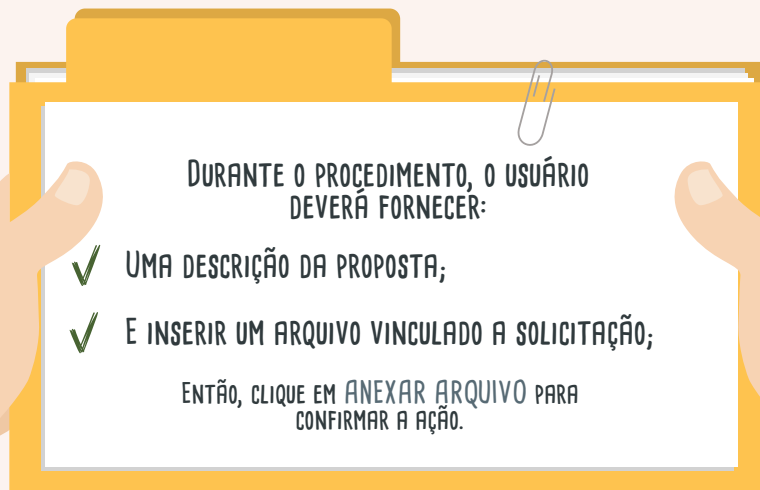 Durante o procedimento, o usuário
deverá fornecer:
Uma descrição da proposta;
E inserir um arquivo vinculado a solicitação;
Então, clique em ANEXAR ARQUIVO para
confirmar a ação.